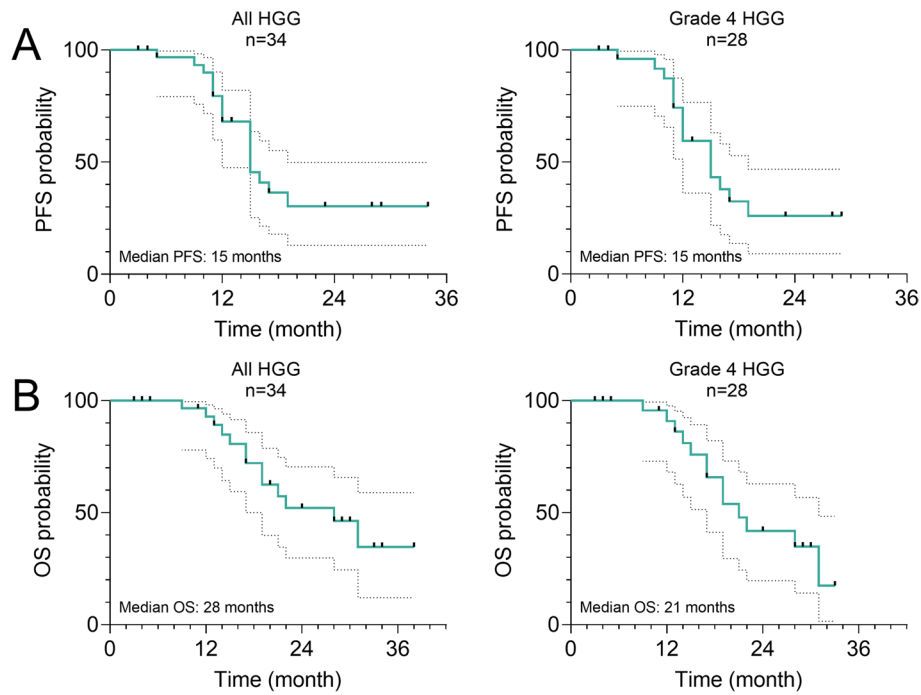 A
All HGG
n=34
PFS probability
100
50
0
Median PFS: 15 months
0
12
24
36
Time (month)
Grade 4 HGG
n=28
PFS probability
100
50
0
Median PFS: 15 months
0
12
24
36
Time (month)
B
All HGG
n=34
OS probability
100
50
0
Median OS: 28 months
0
12
24
36
Time (month)
Grade 4 HGG
n=28
OS probability
100
50
0
Median OS: 21 months
0
12
24
36
Time (month)